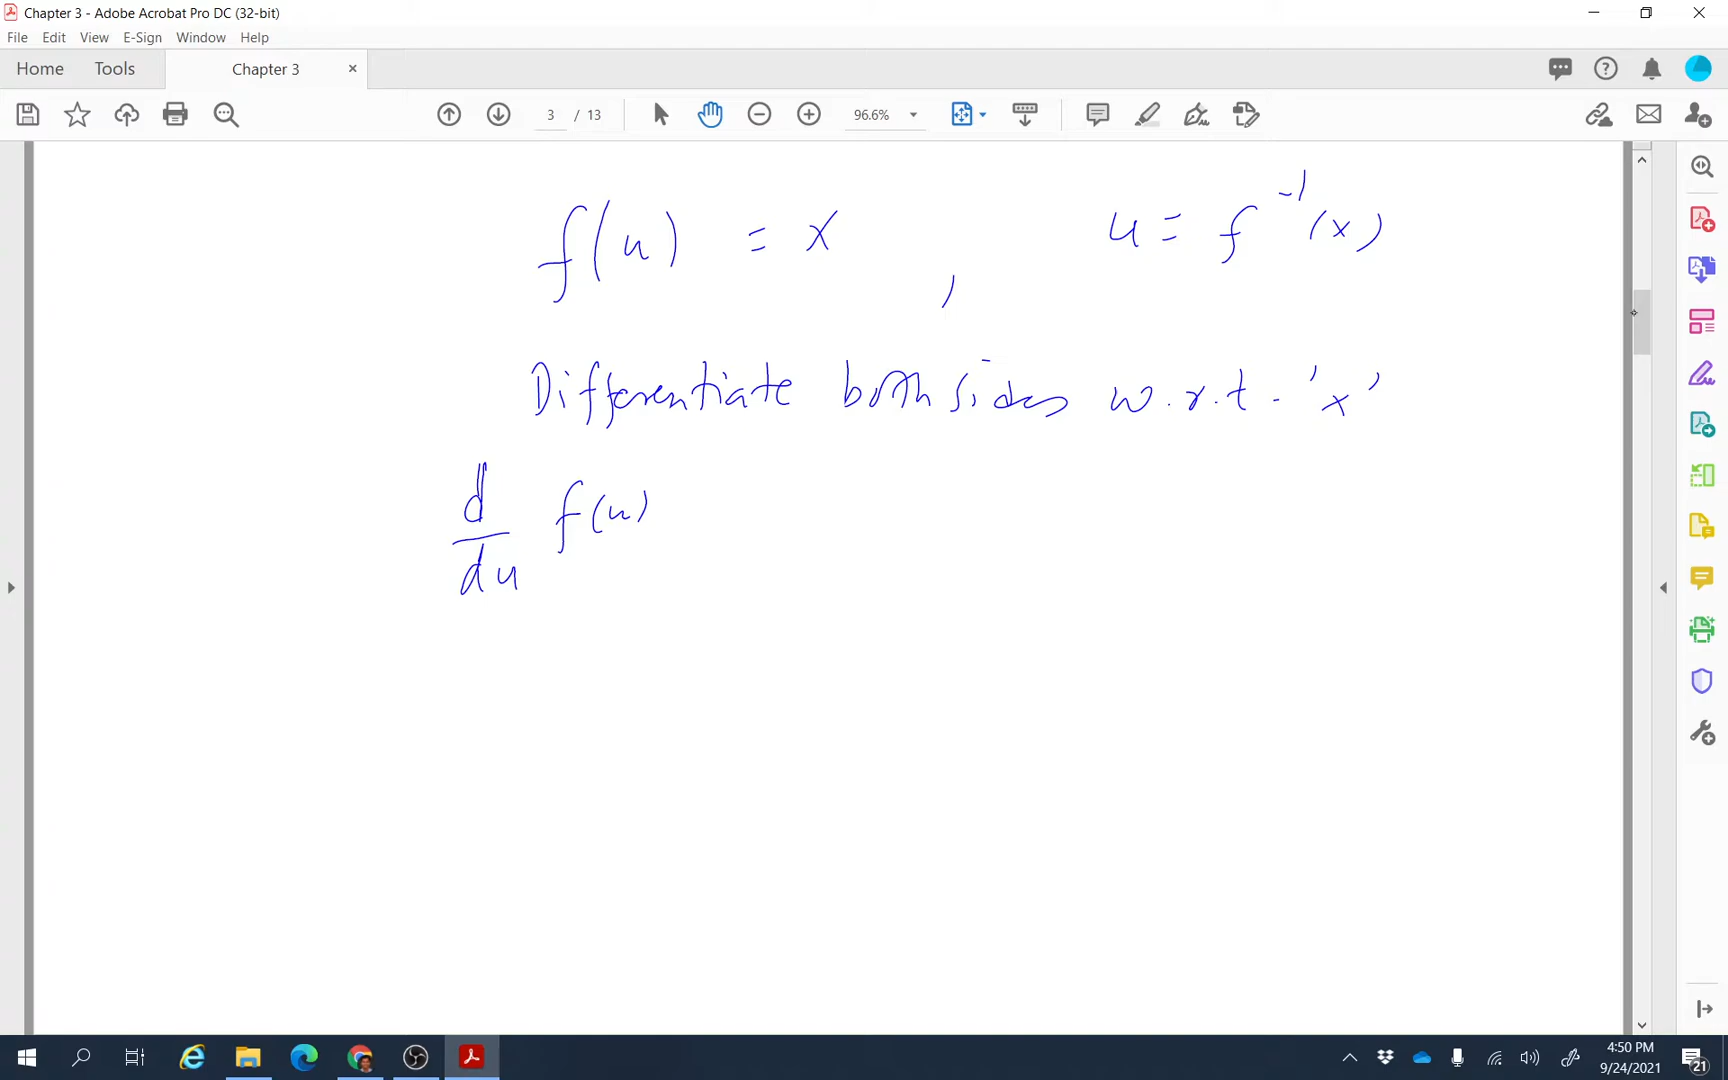 Chapter 3 - Adobe Acrobat Pro DC (32-bit)
File Edit View E-Sign Window Help
Home Tools Chapter 3
3 / 13 96.6%
f(u) = x , u = f⁻¹(x)
Differentiate both sides w.r.t. 'x'
d/du f(u)
4:50 PM
9/24/2021
21